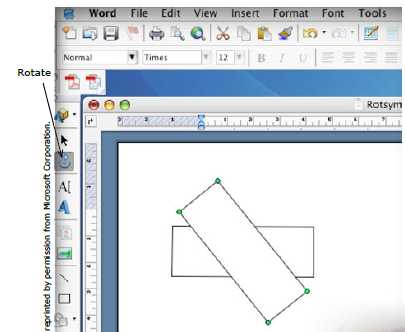 Word File Edit View Insert Format Font Tools
Normal Times 12 B I U
Rotate
Rotsym
A
A
reprinted by permission from Microsoft Corporation.